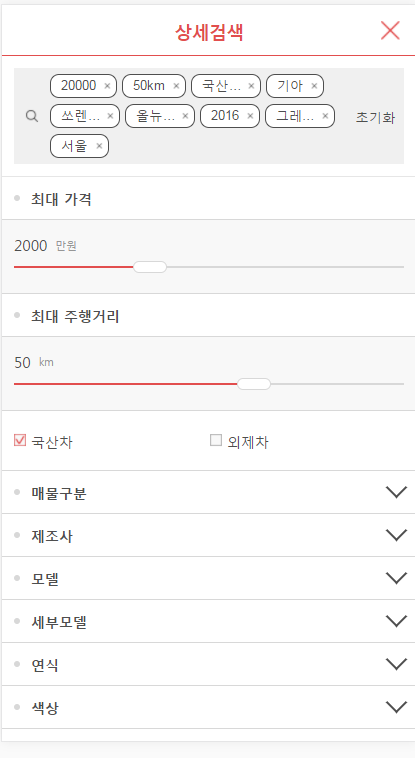 상세검색
20000 × 50km × 국산... × 기아 ×
쏘렌... × 올뉴... × 2016 × 그레... × 초기화
서울 ×
최대 가격
2000 만원
최대 주행거리
50 km
국산차 외제차
매물구분
제조사
모델
세부모델
연식
색상